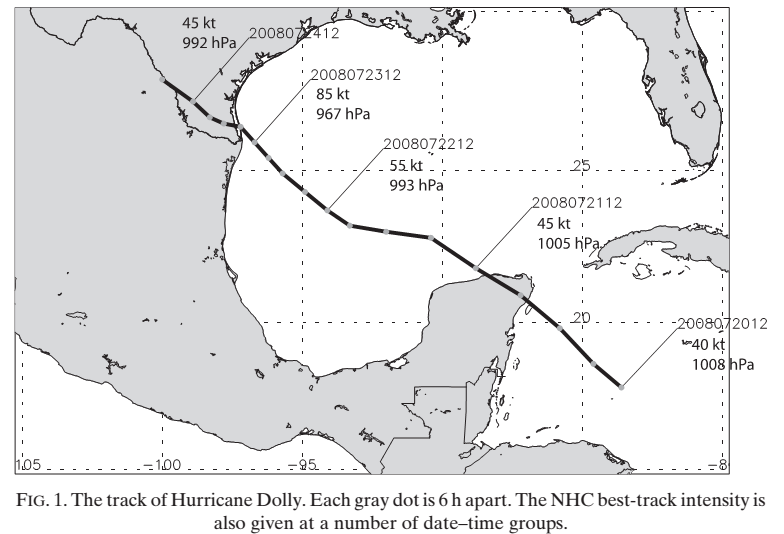 45 kt
992 hPa
2008072412
2008072312
85 kt
967 hPa
2008072212
55 kt
993 hPa
25
2008072112
45 kt
1005 hPa
20
2008072012
40 kt
1008 hPa
105
-100
-95
-8
FIG. 1. The track of Hurricane Dolly. Each gray dot is 6 h apart. The NHC best-track intensity is
also given at a number of date–time groups.